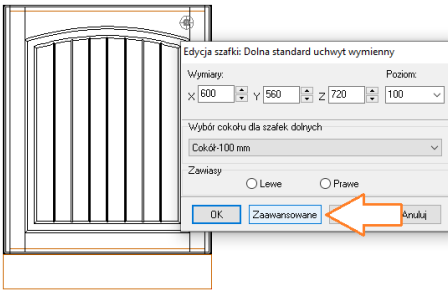 Edycja szafki: Dolna standard uchwyt wymienny
Wymiary: Poziom:
X 600 Y 560 Z 720 100
Wybór cokołu dla szafek dolnych
Cokół-100 mm
Zawiasy
Lewe Prawe
OK Zaawansowane Anuluj